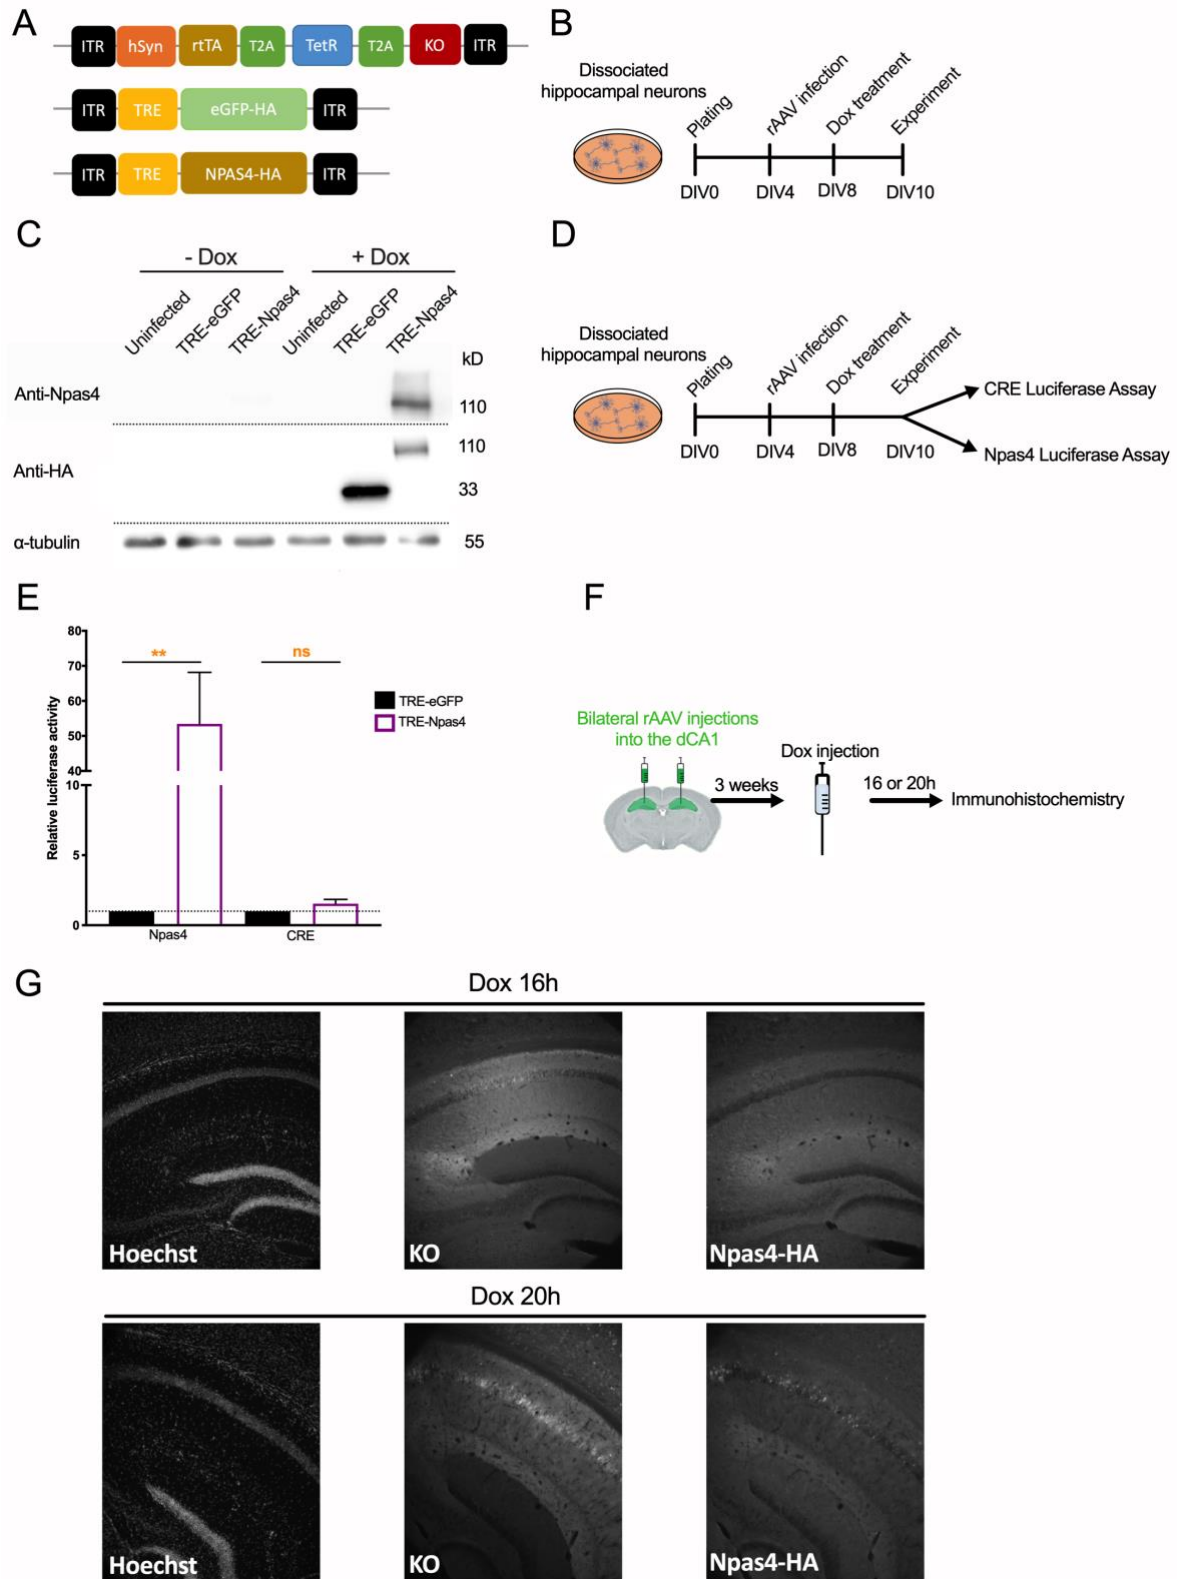 A
ITR hSyn rtTA T2A TetR T2A KO ITR
ITR TRE eGFP-HA ITR
ITR TRE NPAS4-HA ITR
B
Dissociated
hippocampal neurons
Plating
rAAV infection
Dox treatment
Experiment
DIV0 DIV4 DIV8 DIV10
C
- Dox + Dox
Uninfected
TRE-eGFP
TRE-Npas4
Uninfected
TRE-eGFP
TRE-Npas4
kD
Anti-Npas4
110
110
Anti-HA
33
α-tubulin
55
D
Dissociated
hippocampal neurons
Plating
rAAV infection
Dox treatment
Experiment
DIV0 DIV4 DIV8 DIV10
CRE Luciferase Assay
Npas4 Luciferase Assay
E
Relative luciferase activity
80
70
60
50
40
10
5
0
** ns
TRE-eGFP
TRE-Npas4
Npas4 CRE
F
Bilateral rAAV injections
into the dCA1
3 weeks
Dox injection
16 or 20h
Immunohistochemistry
G
Dox 16h
Hoechst KO Npas4-HA
Dox 20h
Hoechst KO Npas4-HA